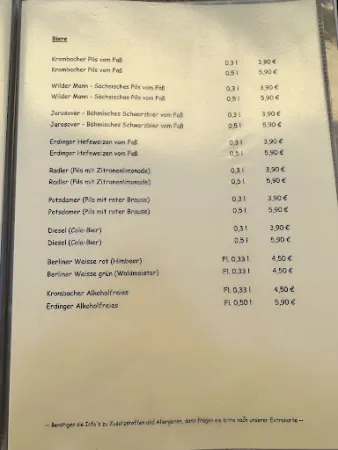 Biere
Krombacher Pils vom Faß 0,3 l 3,90 €
Krombacher Pils vom Faß 0,5 l 5,90 €
Wilder Mann - Sächsisches Pils vom Faß 0,3 l 3,90 €
Wilder Mann - Sächsisches Pils vom Faß 0,5 l 5,90 €
Jarosover - Böhmisches Schwarzbier vom Faß 0,3 l 3,90 €
Jarosover - Böhmisches Schwarzbier vom Faß 0,5 l 5,90 €
Erdinger Hefeweizen vom Faß 0,3 l 3,90 €
Erdinger Hefeweizen vom Faß 0,5 l 5,90 €
Radler (Pils mit Zitronenlimonade) 0,3 l 3,90 €
Radler (Pils mit Zitronenlimonade) 0,5 l 5,90 €
Potsdamer (Pils mit roter Brause) 0,3 l 3,90 €
Potsdamer (Pils mit roter Brause) 0,5 l 5,90 €
Diesel (Cola-Bier) 0,3 l 3,90 €
Diesel (Cola-Bier) 0,5 l 5,90 €
Berliner Weisse rot (Himbeer) Fl. 0,33 l 4,50 €
Berliner Weisse grün (Waldmeister) Fl. 0,33 l 4,50 €
Krombacher Alkoholfreies Fl. 0,33 l 4,50 €
Erdinger Alkoholfreies Fl. 0,50 l 5,90 €
-- Benötigen sie Info's zu Zusatzstoffen und Allergenen, dann fragen sie bitte nach unserer Extrakarte --